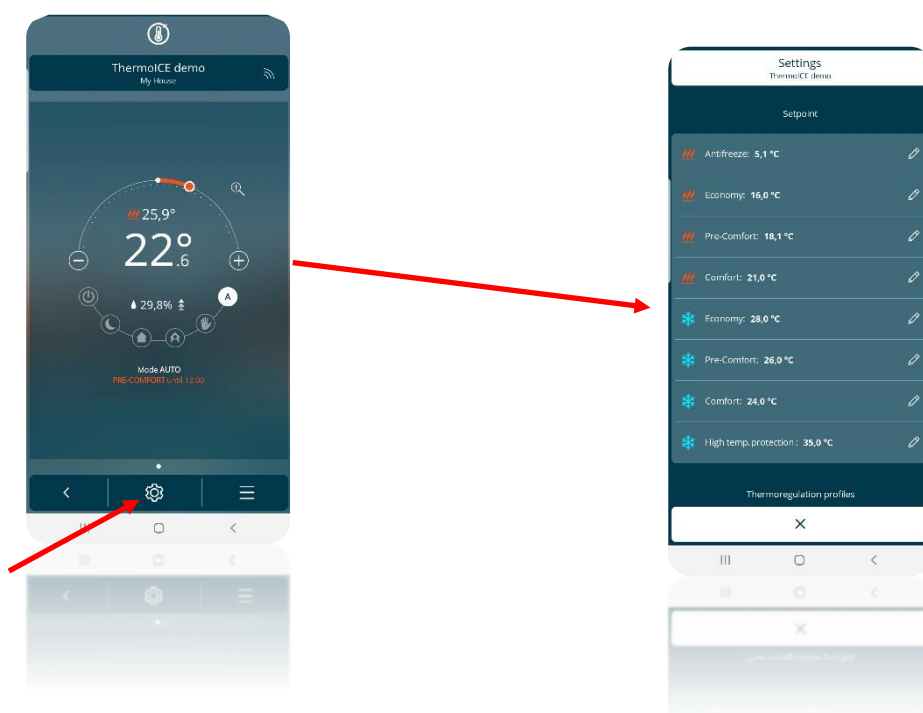 ThermoICE demo
My House
25,9°
22°.6
29,8%
A
Mode AUTO
PRE-COMFORT until 12:00
Settings
ThermoICE demo
Setpoint
Antifreeze: 5,1 °C
Economy: 16,0 °C
Pre-Comfort: 18,1 °C
Comfort: 21,0 °C
Economy: 28,0 °C
Pre-Comfort: 26,0 °C
Comfort: 24,0 °C
High temp. protection : 35,0 °C
Thermoregulation profiles